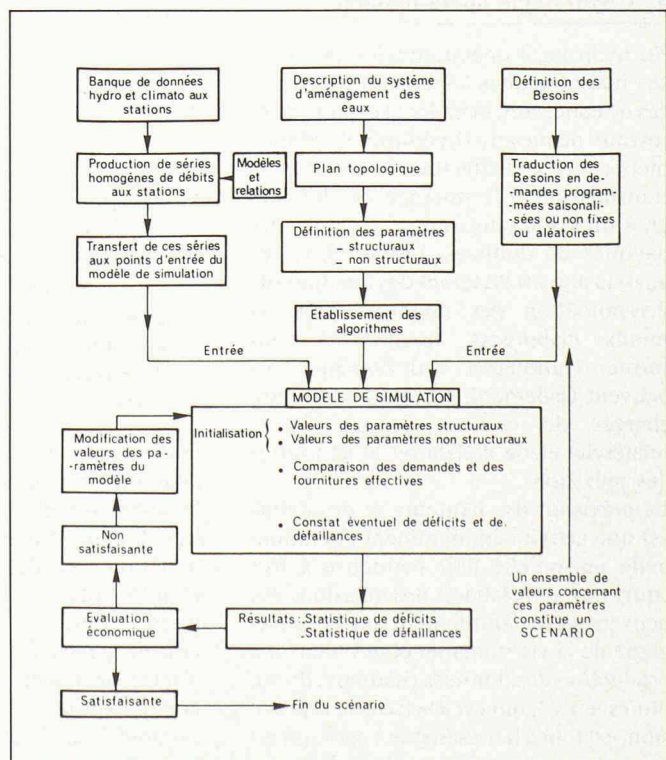 Banque de données
hydro et climato aux
stations
Description du système
d'aménagement des
eaux
Définition des
Besoins
Production de séries
homogènes de débits
aux stations
Modèles
et
relations
Plan topologique
Traduction des
Besoins en de-
mandes program-
mées saisonali-
sées ou non fixes
ou aléatoires
Transfert de ces séries
aux points d'entrée du
modèle de simulation
Définition des paramètres
– structuraux
– non structuraux
Etablissement des
algorithmes
Entrée
Entrée
MODELE DE SIMULATION
Modification
des valeurs des pa-
ramètres du
modèle
Initialisation
• Valeurs des paramètres structuraux
• Valeurs des paramètres non structuraux
• Comparaison des demandes et des
fournitures effectives
• Constat éventuel de déficits et de.
défaillances
Non
satisfaisante
Un ensemble de
valeurs concernant
ces paramètres
constitue un
SCENARIO
Evaluation
économique
Résultats :.Statistique de déficits
.Statistique de défaillances
Satisfaisante
Fin du scénario